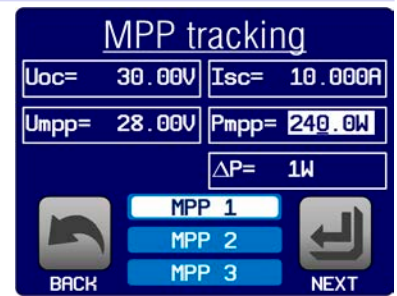 MPP tracking
Uoc= 30.00V Isc= 10.000A
Umpp= 28.00V Pmpp= 240.0W
ΔP= 1W
MPP 1
MPP 2
MPP 3
BACK NEXT